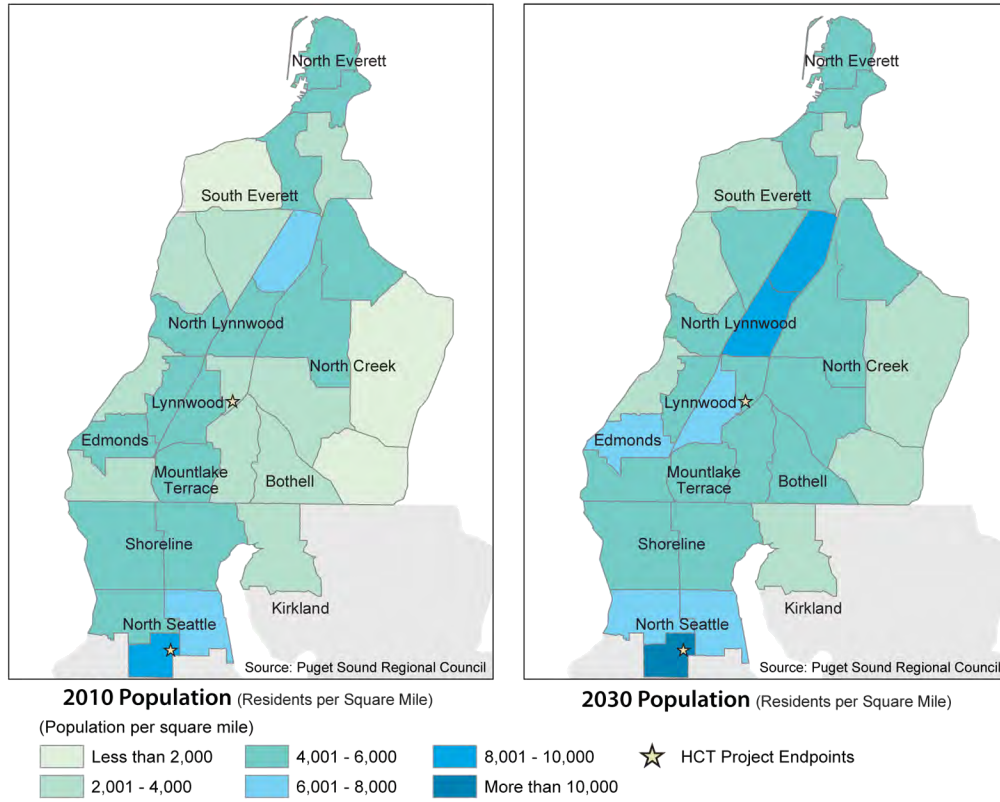 North Everett
South Everett
North Lynnwood
North Creek
Lynnwood
Edmonds
Mountlake
Terrace
Bothell
Shoreline
Kirkland
North Seattle
Source: Puget Sound Regional Council
2010 Population (Residents per Square Mile)
North Everett
South Everett
North Lynnwood
North Creek
Lynnwood
Edmonds
Mountlake
Terrace
Bothell
Shoreline
Kirkland
North Seattle
Source: Puget Sound Regional Council
2030 Population (Residents per Square Mile)
(Population per square mile)
Less than 2,000
2,001 - 4,000
4,001 - 6,000
6,001 - 8,000
8,001 - 10,000
More than 10,000
HCT Project Endpoints